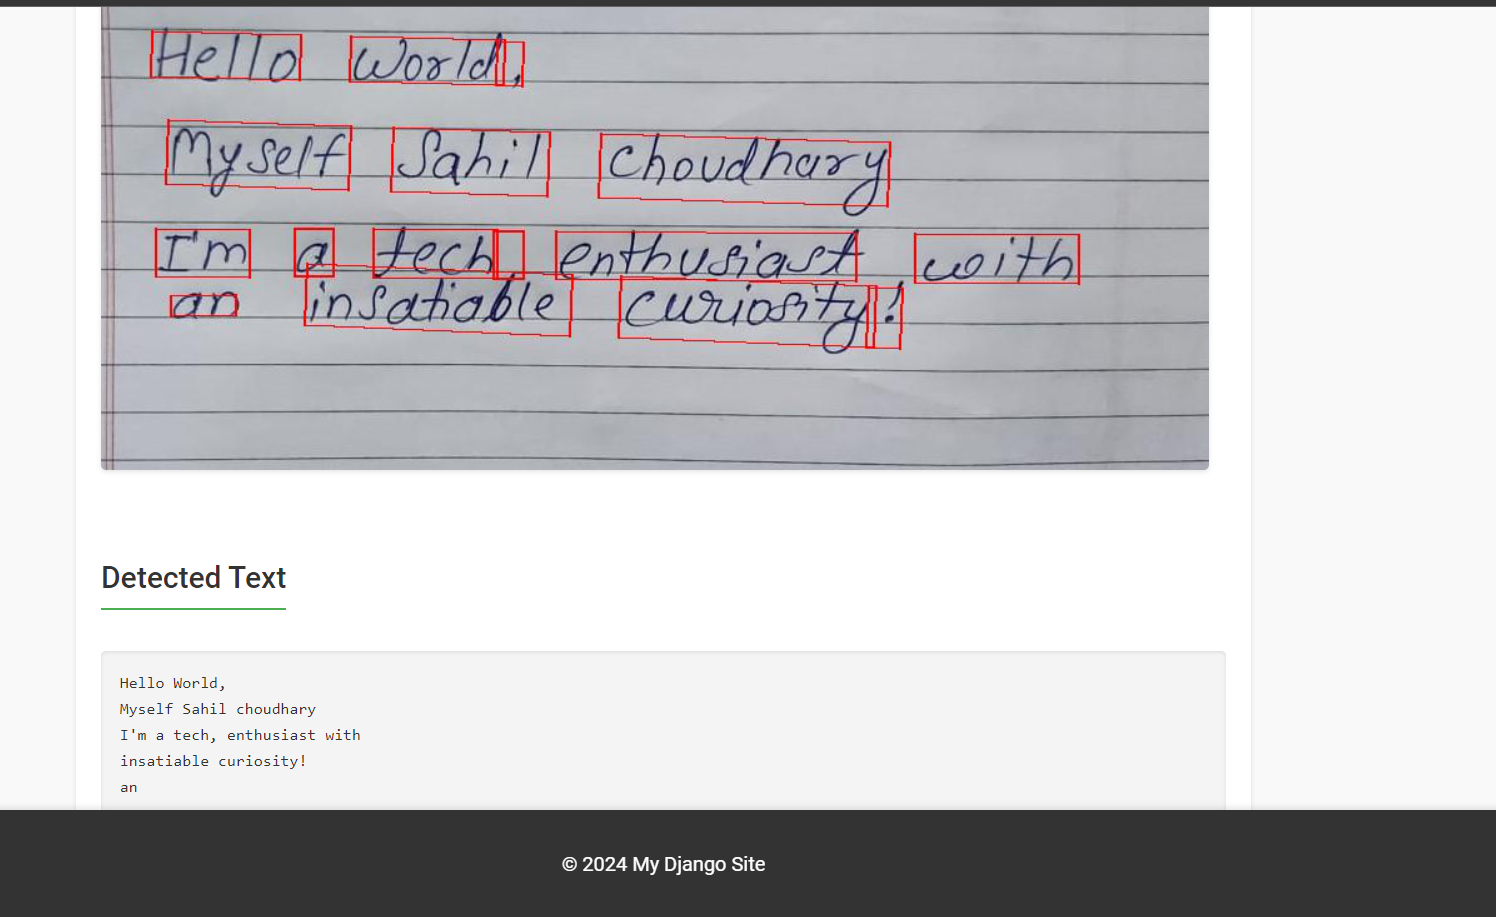 Hello World,
Myself Sahil choudhary
I'm a tech enthusiast with
an insatiable curiosity!
Detected Text
Hello World,
Myself Sahil choudhary
I'm a tech, enthusiast with
insatiable curiosity!
an
© 2024 My Django Site